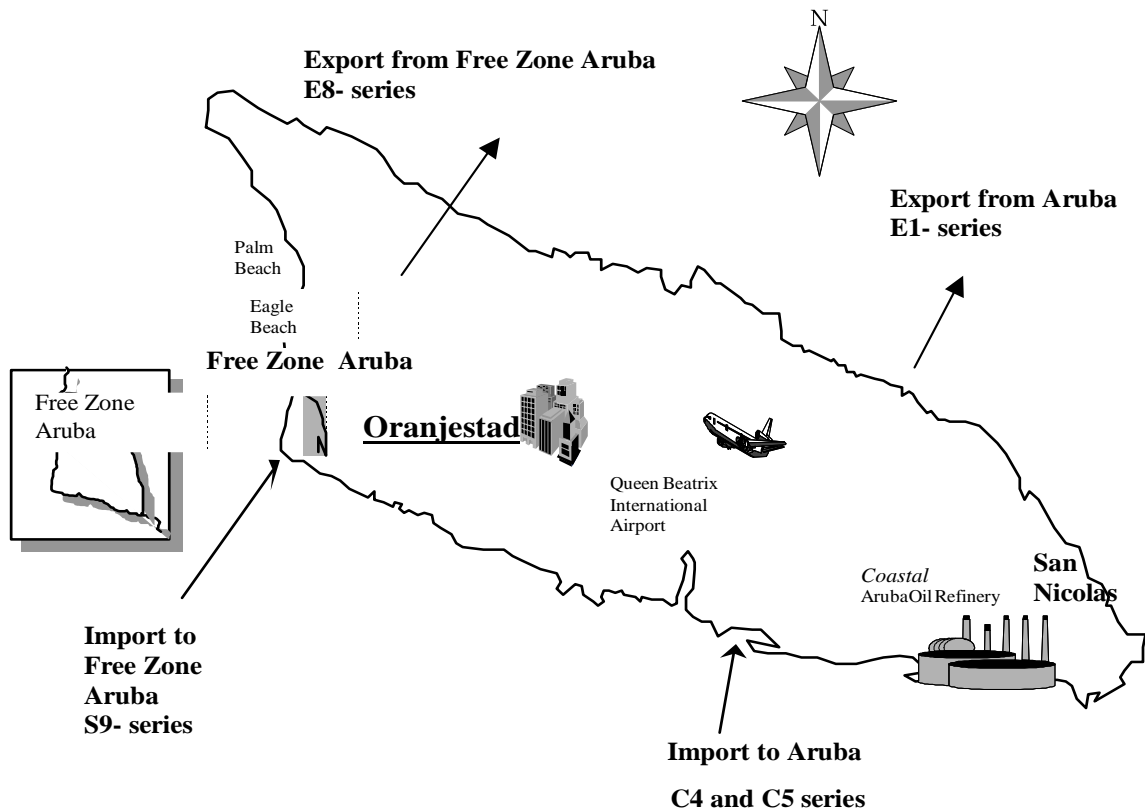 N
Export from Free Zone Aruba
E8- series
Export from Aruba
E1- series
Palm
Beach
Eagle
Beach
Free Zone Aruba
Free Zone
Aruba
Oranjestad
N
Queen Beatrix
International
Airport
Coastal
Aruba Oil Refinery
San
Nicolas
Import to
Free Zone
Aruba
S9- series
Import to Aruba
C4 and C5 series